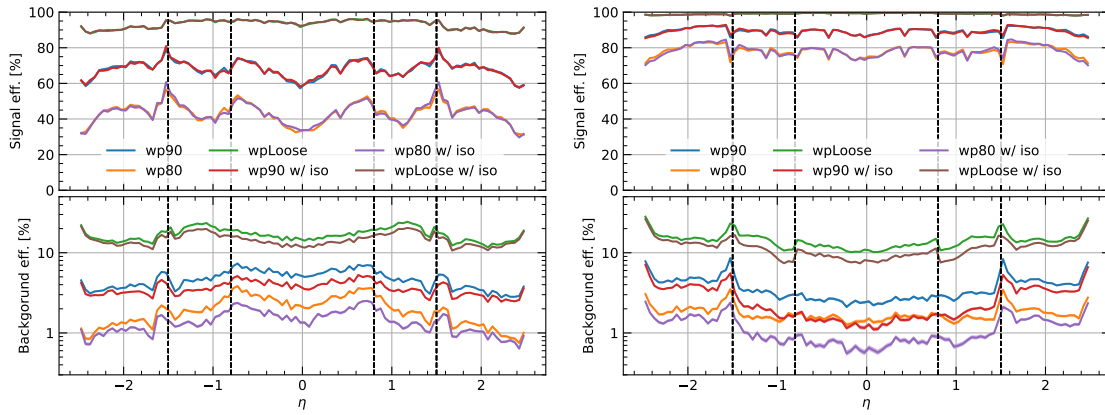 100
80
60
40
20
0
Signal eff. [%]
wp90
wp80
wpLoose
wp90 w/ iso
wp80 w/ iso
wpLoose w/ iso
10
1
Backgorund eff. [%]
−2
−1
0
1
2
η
100
80
60
40
20
0
Signal eff. [%]
wp90
wp80
wpLoose
wp90 w/ iso
wp80 w/ iso
wpLoose w/ iso
10
1
Backgorund eff. [%]
−2
−1
0
1
2
η